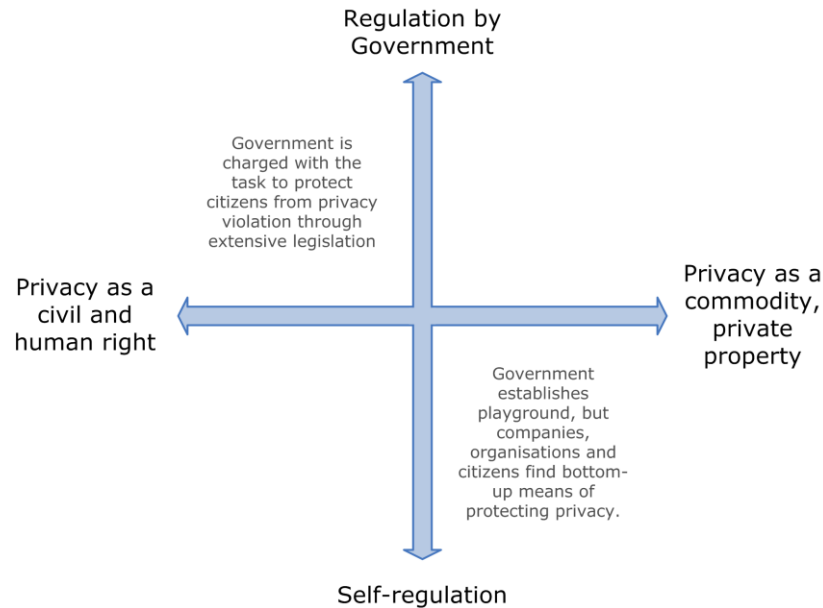 Regulation by
Government
Government is
charged with the
task to protect
citizens from privacy
violation through
extensive legislation
Privacy as a
civil and
human right
Privacy as a
commodity,
private
property
Government
establishes
playground, but
companies,
organisations and
citizens find bottom-
up means of
protecting privacy.
Self-regulation